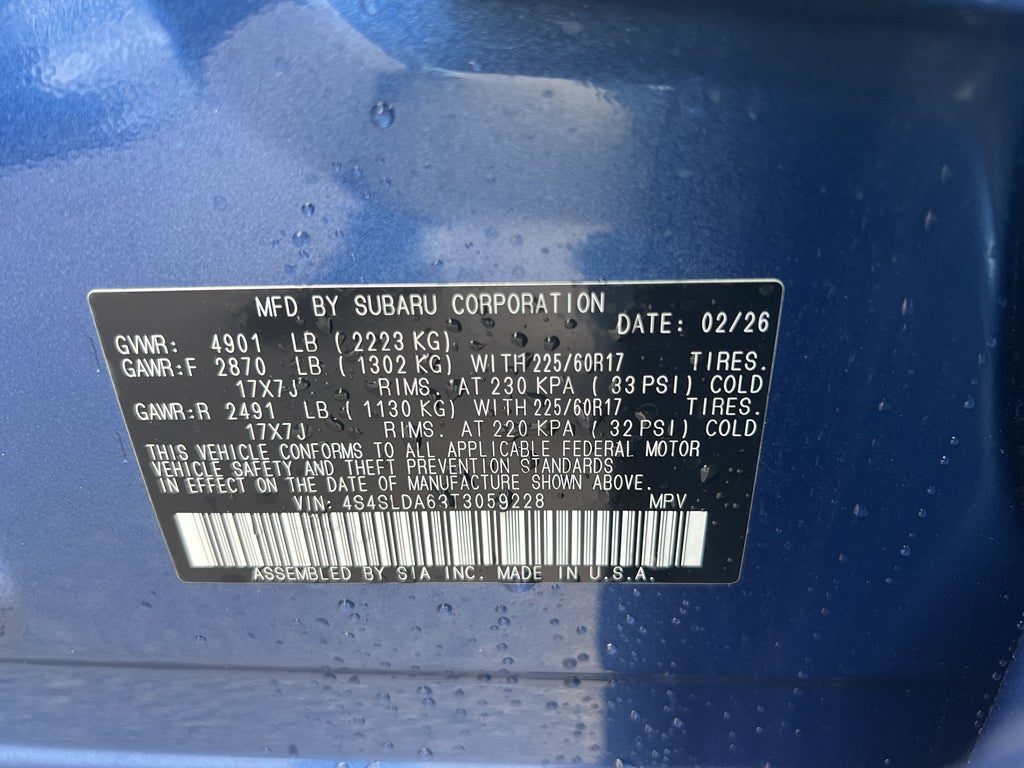 MFD BY SUBARU CORPORATION
DATE: 02/26
GVWR: 4901 LB ( 2223 KG)
GAWR:F 2870 LB ( 1302 KG) WITH 225/60R17 TIRES.
17X7J RIMS. AT 230 KPA ( 33 PSI) COLD
GAWR:R 2491 LB ( 1130 KG) WITH 225/60R17 TIRES.
17X7J RIMS. AT 220 KPA ( 32 PSI) COLD
THIS VEHICLE CONFORMS TO ALL APPLICABLE FEDERAL MOTOR
VEHICLE SAFETY AND THEFT PREVENTION STANDARDS
IN EFFECT ON THE DATE OF MANUFACTURE SHOWN ABOVE.
VIN: 4S4SLDA63T3059228 MPV
ASSEMBLED BY SIA INC. MADE IN U.S.A.